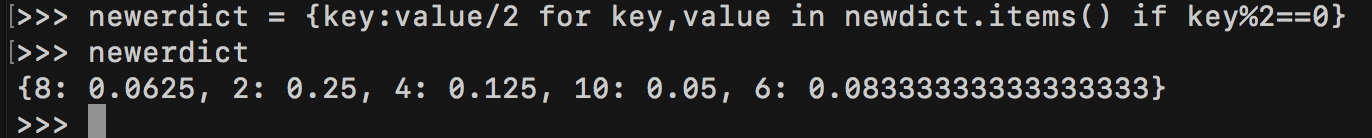 [>>> newerdict = {key:value/2 for key,value in newdict.items() if key%2==0}
[>>> newerdict
{8: 0.0625, 2: 0.25, 4: 0.125, 10: 0.05, 6: 0.08333333333333333}
>>>